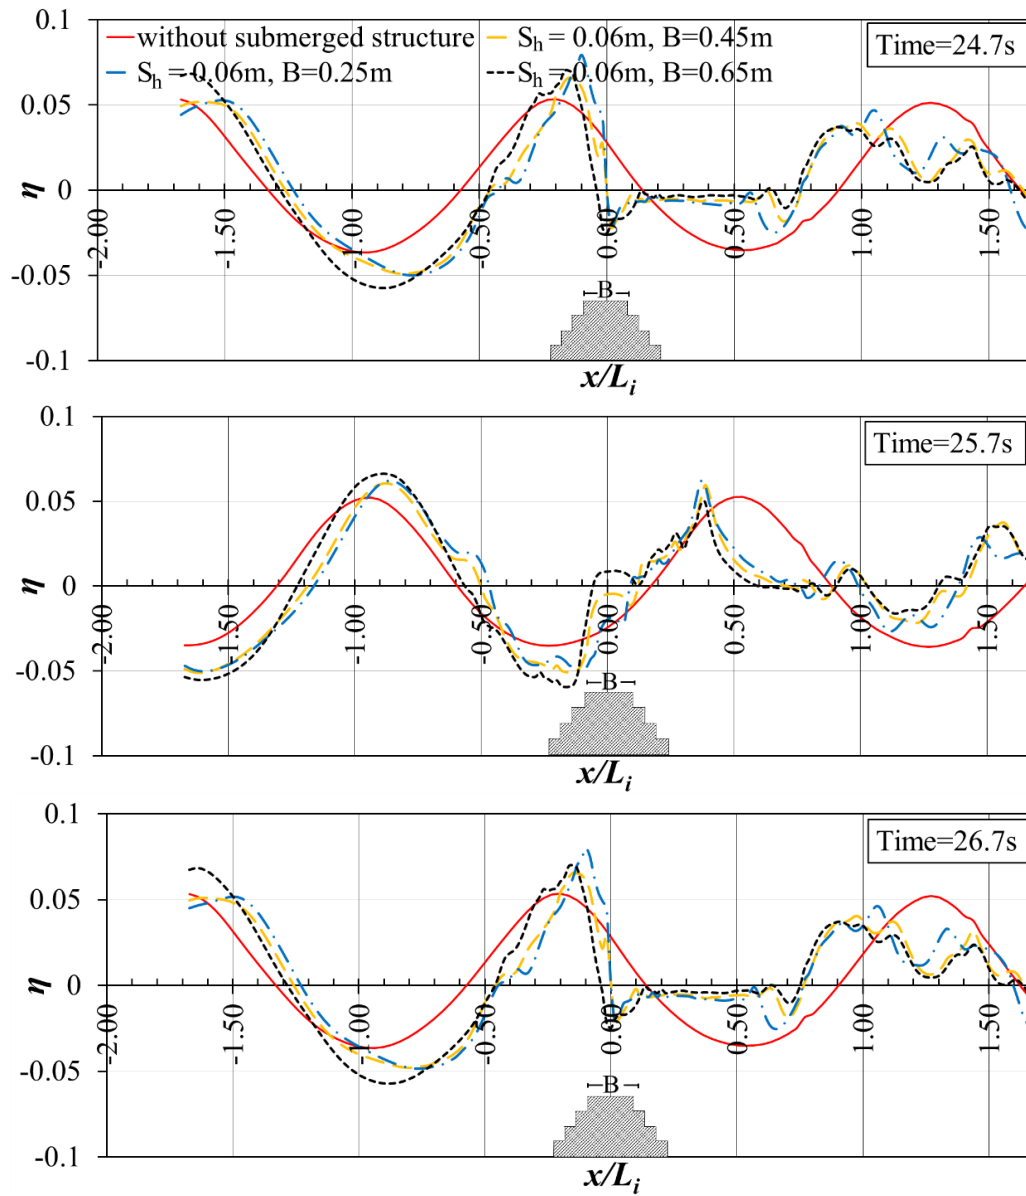 0.1
without submerged structure
S_h = 0.06m, B=0.45m
Time=24.7s
S_h = 0.06m, B=0.25m
S_h = 0.06m, B=0.65m
0.05
η
0
-2.00 -1.50 -1.00 -0.50 0.00 0.50 1.00 1.50
-0.05
B
-0.1
x/L_i
0.1
Time=25.7s
0.05
η
0
-2.00 -1.50 -1.00 -0.50 0.00 0.50 1.00 1.50
-0.05
B
-0.1
x/L_i
0.1
Time=26.7s
0.05
η
0
-2.00 -1.50 -1.00 -0.50 0.00 0.50 1.00 1.50
-0.05
B
-0.1
x/L_i